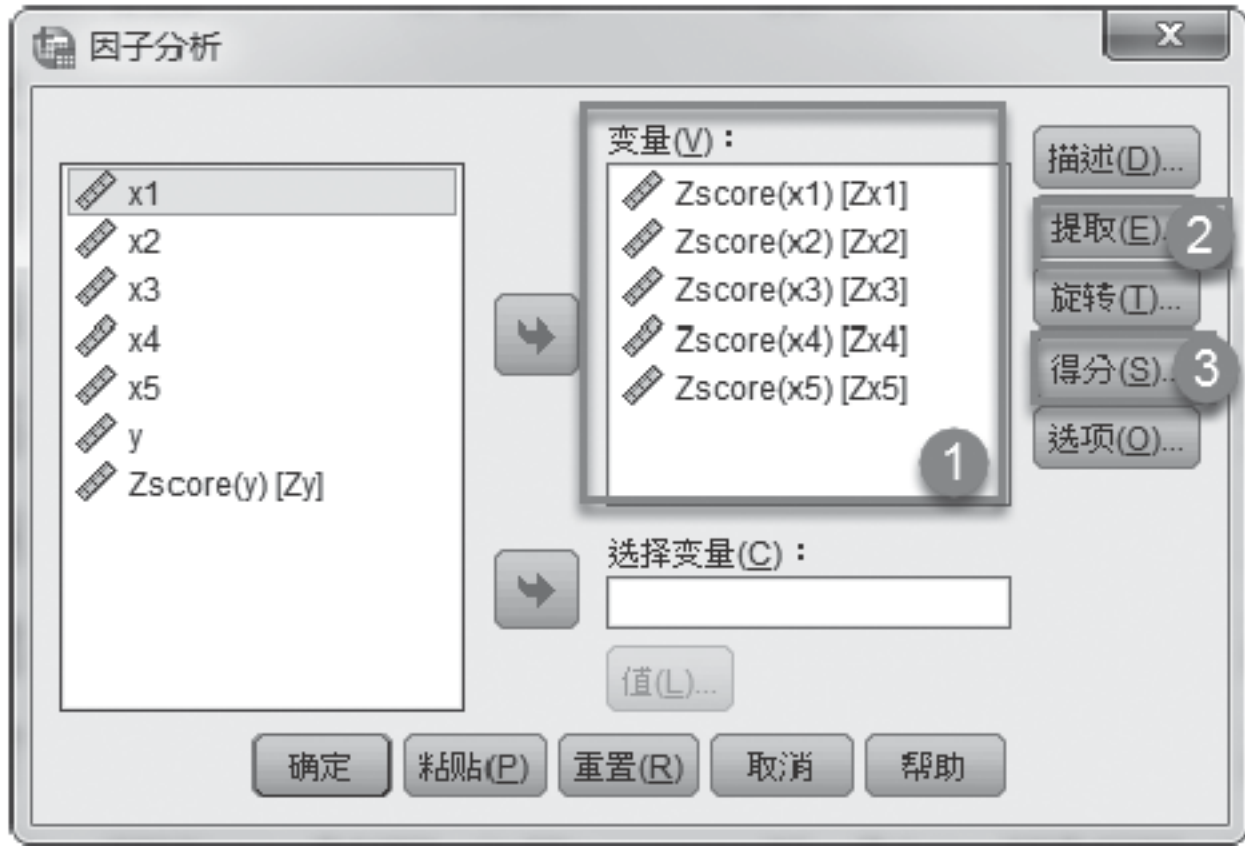 因子分析
x1
x2
x3
x4
x5
y
Zscore(y) [Zy]
变量(V)：
Zscore(x1) [Zx1]
Zscore(x2) [Zx2]
Zscore(x3) [Zx3]
Zscore(x4) [Zx4]
Zscore(x5) [Zx5]
1
选择变量(C)：
值(L)...
描述(D)...
提取(E). 2
旋转(T)...
得分(S).. 3
选项(O)...
确定 粘贴(P) 重置(R) 取消 帮助